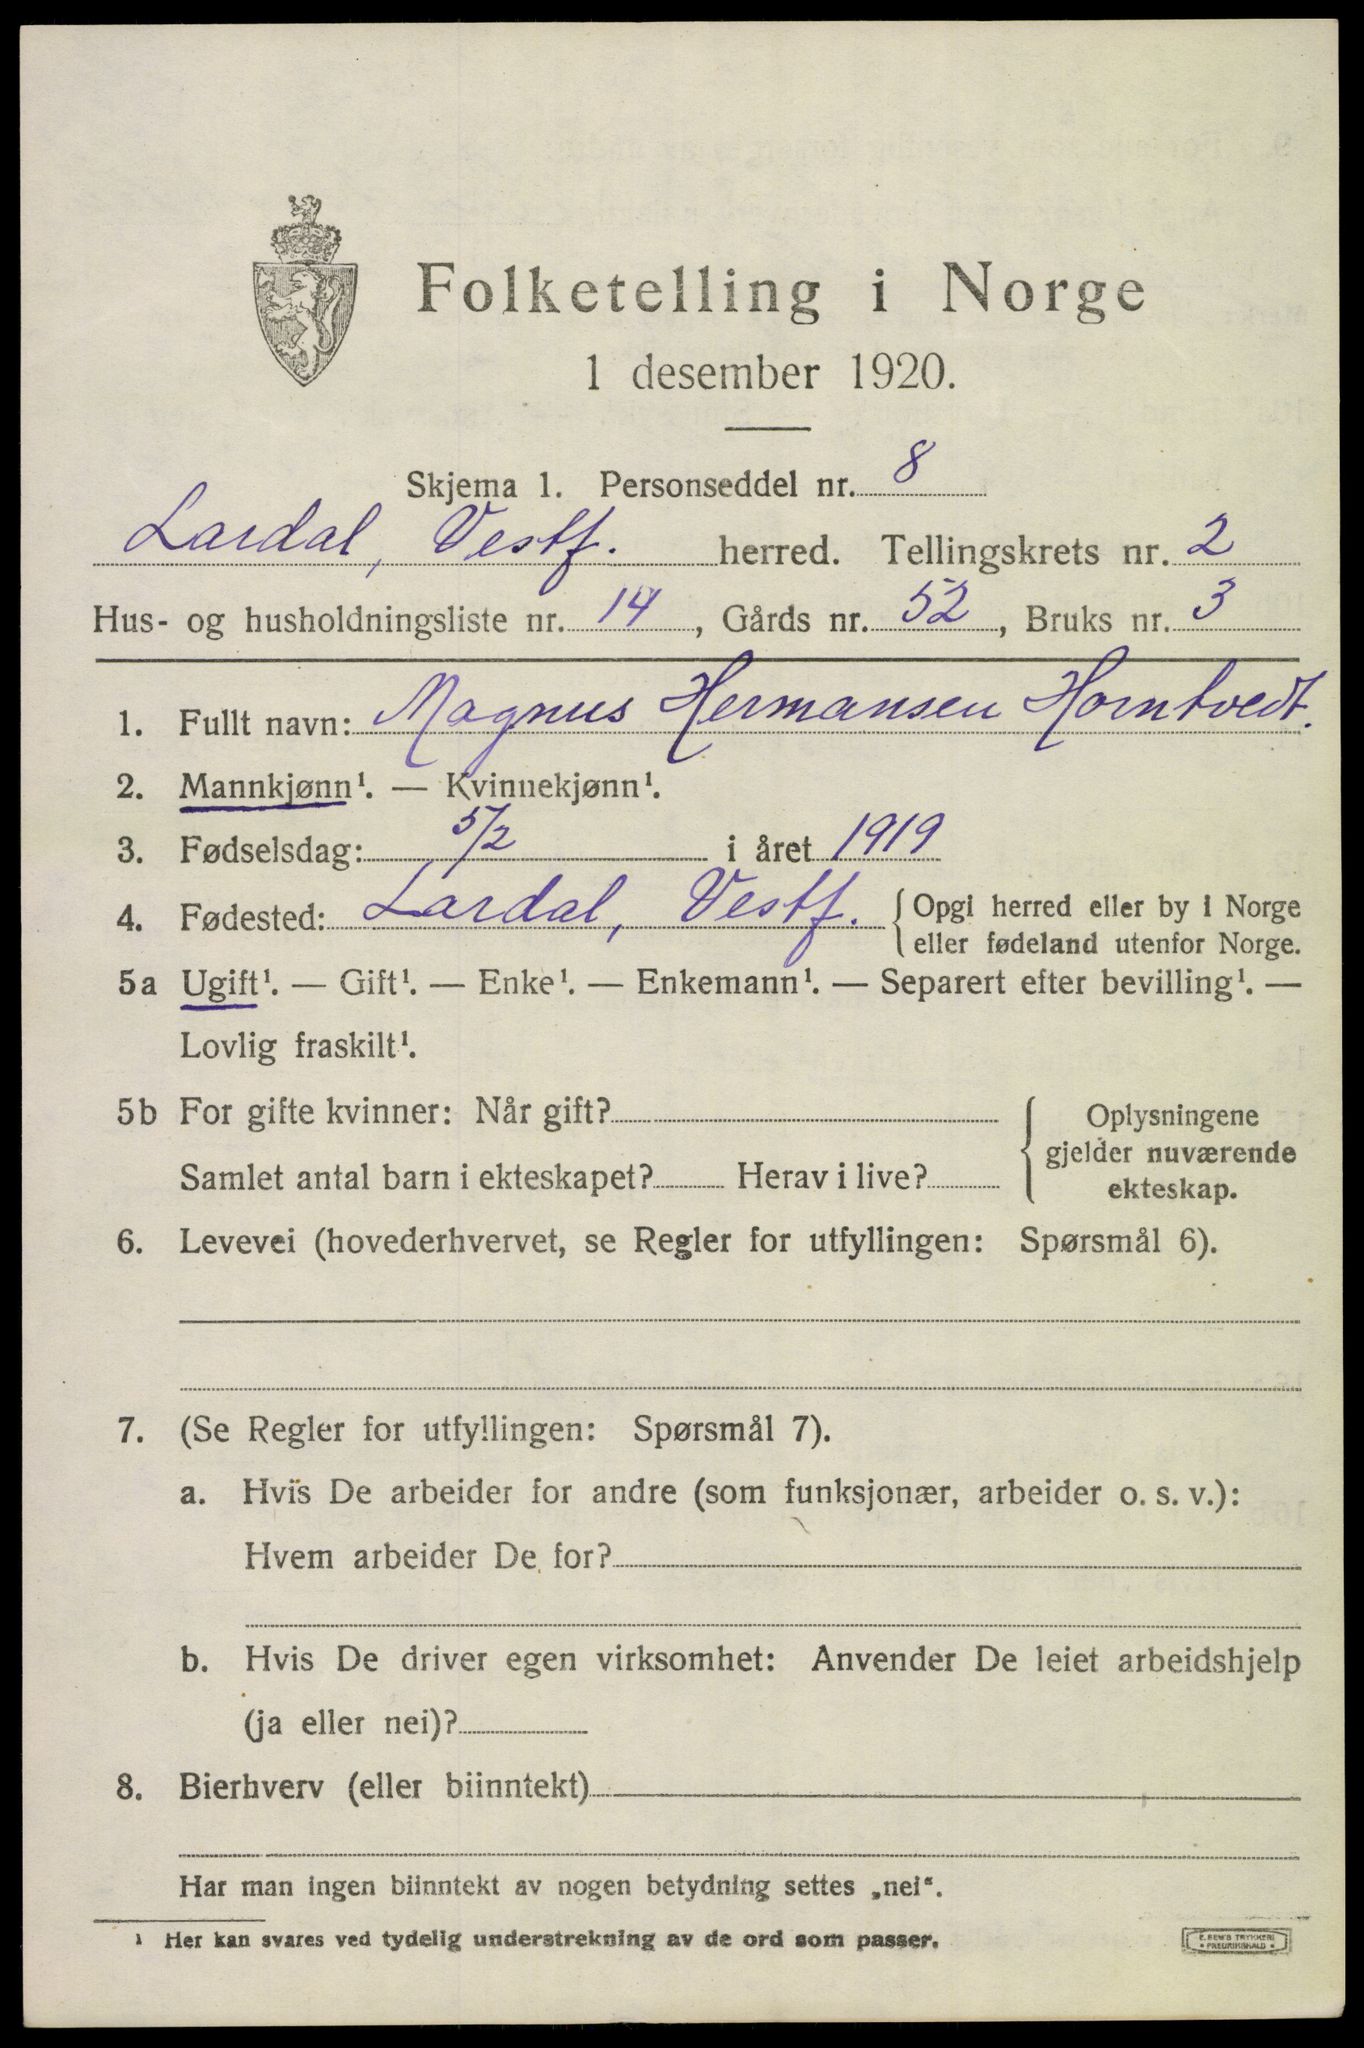 Folketelling i Norge
1 desember 1920.
Skjema 1. Personseddel nr. 8
Lardal, Vestf. herred. Tellingskrets nr. 2
Hus- og husholdningsliste nr. 14, Gårds nr. 52, Bruks nr. 3
1. Fullt navn: Magnus Hermansen Horntvedt.
2. Mannkjønn¹. — Kvinnekjønn¹.
3. Fødselsdag: 5/2 i året 1919
4. Fødested: Lardal, Vestf. {Opgi herred eller by i Norge
eller fødeland utenfor Norge.
5a Ugift¹. — Gift¹. — Enke¹. — Enkemann¹. — Separert efter bevilling¹. —
Lovlig fraskilt¹.
5b For gifte kvinner: Når gift? Oplysningene
gjelder nuværende
Samlet antal barn i ekteskapet? Herav i live? ekteskap.
6. Levevei (hovederhvervet, se Regler for utfyllingen: Spørsmål 6).
7. (Se Regler for utfyllingen: Spørsmål 7).
a. Hvis De arbeider for andre (som funksjonær, arbeider o. s. v.):
Hvem arbeider De for?
b. Hvis De driver egen virksomhet: Anvender De leiet arbeidshjelp
(ja eller nei)?
8. Bierhverv (eller biinntekt)
Har man ingen biinntekt av nogen betydning settes „nei“.
¹ Her kan svares ved tydelig understrekning av de ord som passer.
E. SEM'S TRYKKERI
• FREDRIKSHALD •